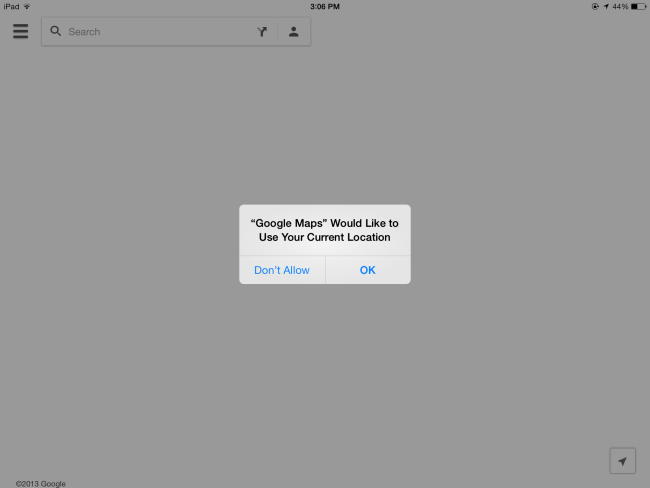 iPad 3:06 PM 44%
Search
“Google Maps” Would Like to
Use Your Current Location
Don’t Allow OK
©2013 Google